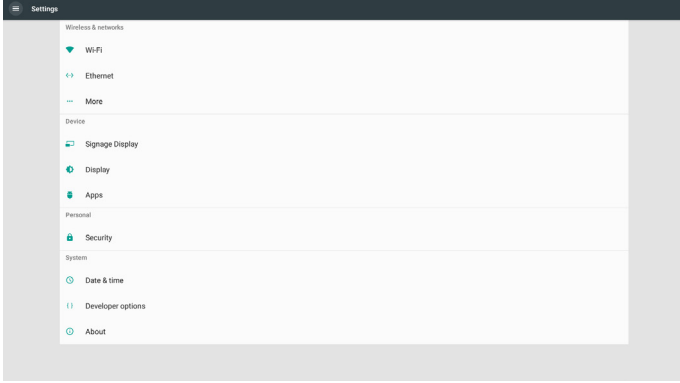 Settings
Wireless & networks
Wi-Fi
Ethernet
More
Device
Signage Display
Display
Apps
Personal
Security
System
Date & time
Developer options
About